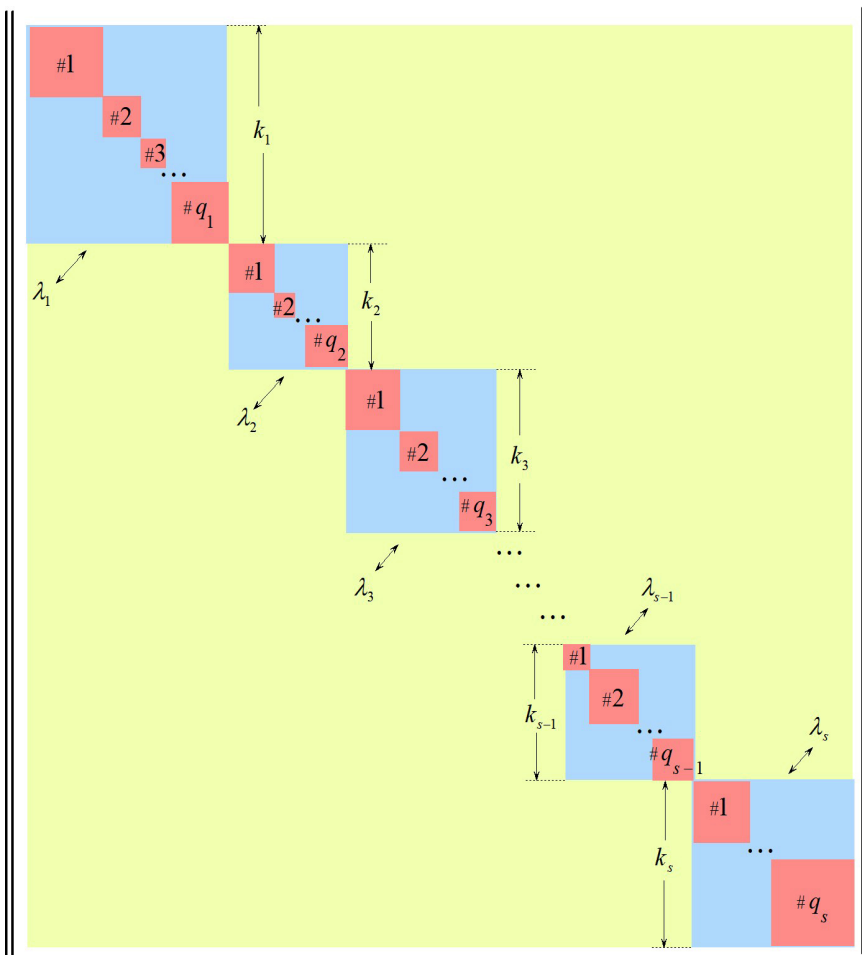 #1
#2
#3
...
# q₁
k₁
λ₁
#1
#2
...
# q₂
k₂
λ₂
#1
#2
...
# q₃
k₃
λ₃
...
...
...
λₛ₋₁
#1
#2
...
# qₛ₋₁
kₛ₋₁
λₛ
#1
...
# qₛ
kₛ